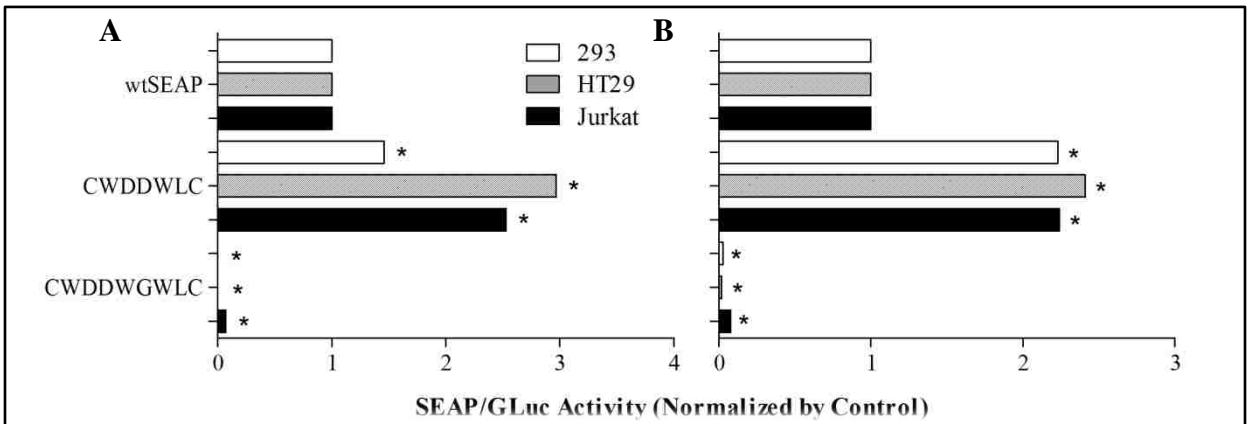 A
B
293
HT29
Jurkat
wtSEAP
*
CWDDWLC
*
*
*
*
*
*
*
CWDDWGWLC
*
*
*
*
0 1 2 3 4
0 1 2 3
SEAP/GLuc Activity (Normalized by Control)